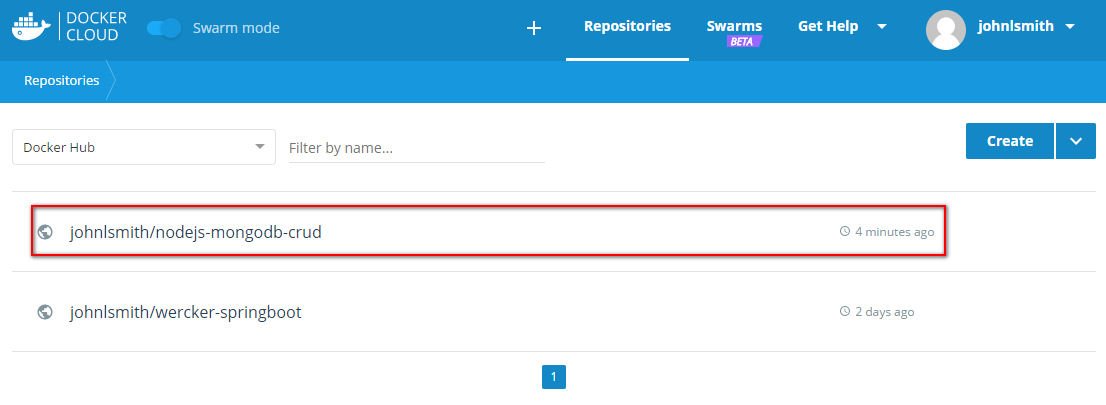 DOCKER
CLOUD
Swarm mode
+
Repositories
Swarms
BETA
Get Help
johnlsmith
Repositories
Docker Hub
Filter by name...
Create
johnlsmith/nodejs-mongodb-crud
4 minutes ago
johnlsmith/wercker-springboot
2 days ago
1